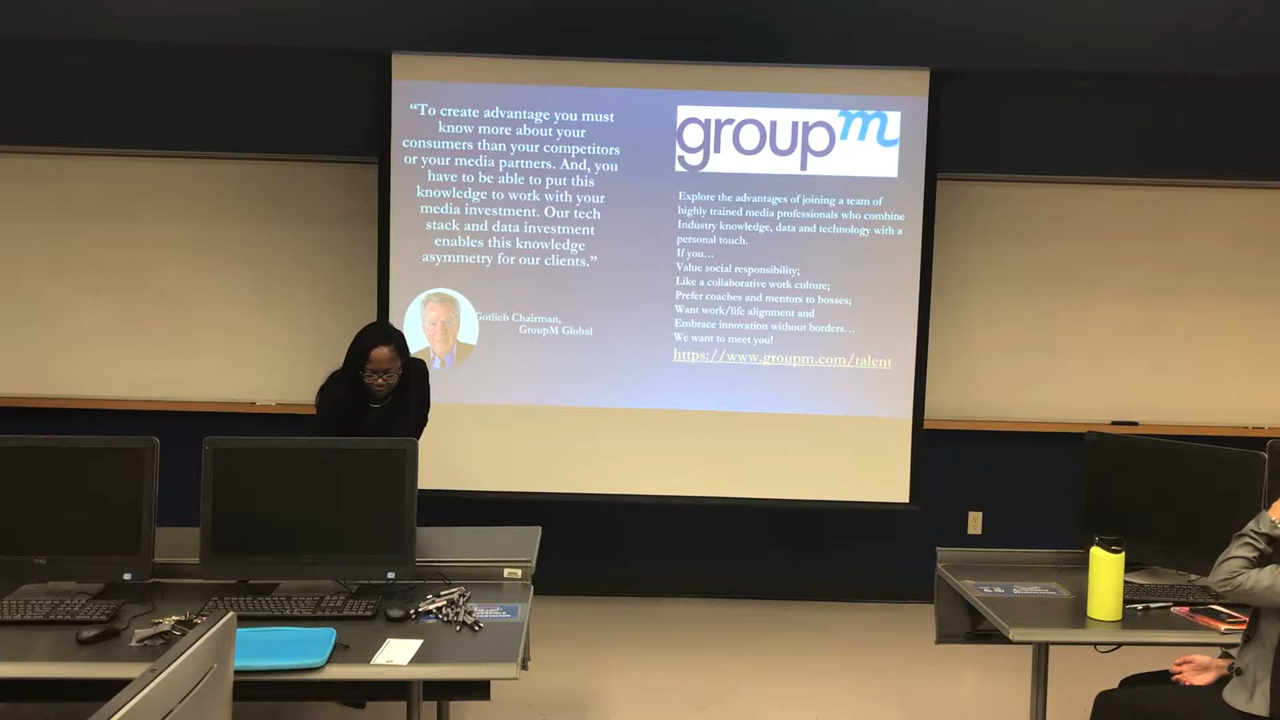 “To create advantage you must
know more about your
consumers than your competitors
or your media partners. And, you
have to be able to put this
knowledge to work with your
media investment. Our tech
stack and data investment
enables this knowledge
asymmetry for our clients.”
Gotlieb Chairman,
GroupM Global
groupm
Explore the advantages of joining a team of
highly trained media professionals who combine
Industry knowledge, data and technology with a
personal touch.
If you…
Value social responsibility;
Like a collaborative work culture;
Prefer coaches and mentors to bosses;
Want work/life alignment and
Embrace innovation without borders…
We want to meet you!
https://www.groupm.com/talent
DELL